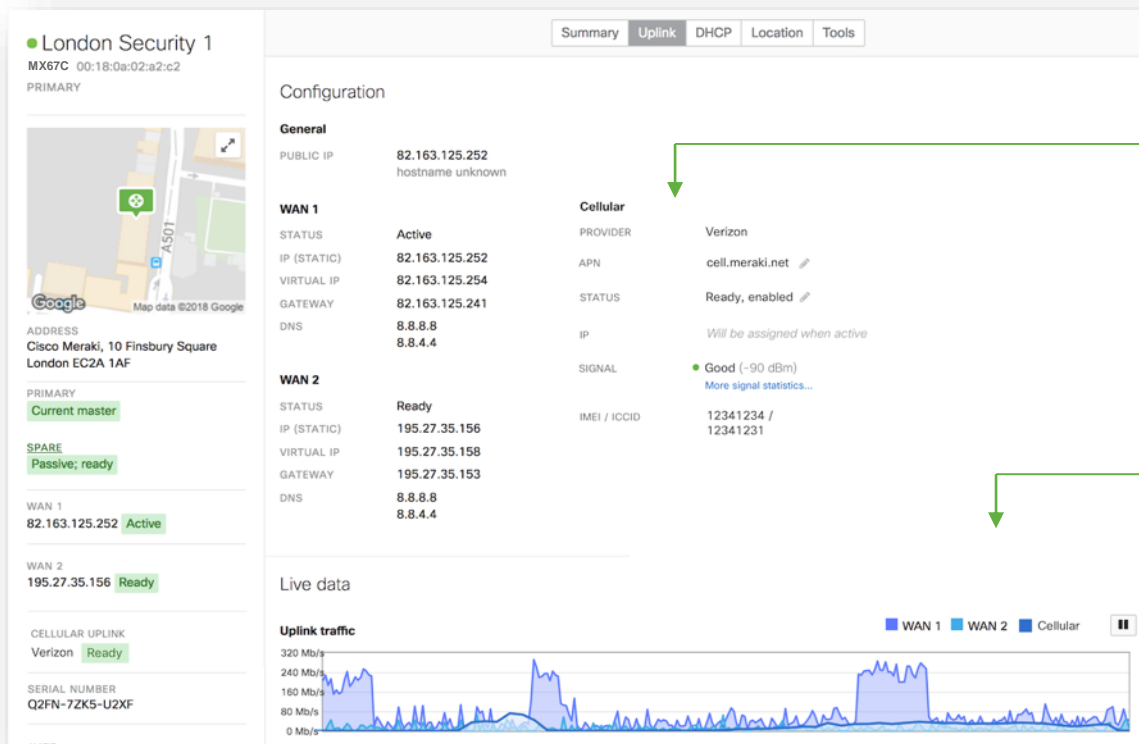 London Security 1
MX67C 00:18:0a:02:a2:c2
PRIMARY
A501
Google
Map data ©2018 Google
ADDRESS
Cisco Meraki, 10 Finsbury Square
London EC2A 1AF
PRIMARY
Current master
SPARE
Passive; ready
WAN 1
82.163.125.252 Active
WAN 2
195.27.35.156 Ready
CELLULAR UPLINK
Verizon Ready
SERIAL NUMBER
Q2FN-7ZK5-U2XF
Summary Uplink DHCP Location Tools
Configuration
General
PUBLIC IP 82.163.125.252
hostname unknown
WAN 1
STATUS Active
IP (STATIC) 82.163.125.252
VIRTUAL IP 82.163.125.254
GATEWAY 82.163.125.241
DNS 8.8.8.8
8.8.4.4
WAN 2
STATUS Ready
IP (STATIC) 195.27.35.156
VIRTUAL IP 195.27.35.158
GATEWAY 195.27.35.153
DNS 8.8.8.8
8.8.4.4
Cellular
PROVIDER Verizon
APN cell.meraki.net
STATUS Ready, enabled
IP Will be assigned when active
SIGNAL Good (-90 dBm)
More signal statistics...
IMEI / ICCID 12341234 /
12341231
Live data
Uplink traffic
WAN 1 WAN 2 Cellular
320 Mb/s
240 Mb/s
160 Mb/s
80 Mb/s
0 Mb/s